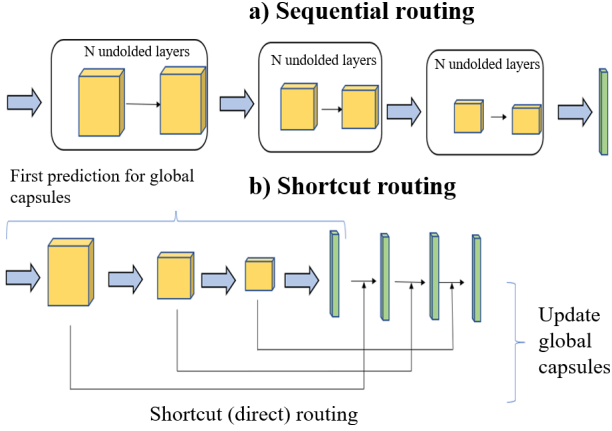 a) Sequential routing
N undolded layers
N undolded layers
N undolded layers
First prediction for global
capsules
b) Shortcut routing
Update
global
capsules
Shortcut (direct) routing